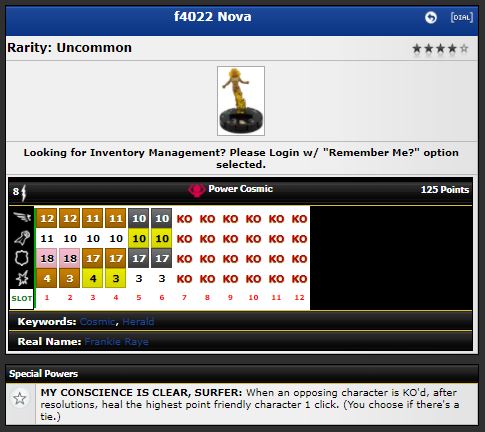 f4022 Nova
[DIAL]
Rarity: Uncommon
Looking for Inventory Management? Please Login w/ "Remember Me?" option
selected.
8
Power Cosmic
125 Points
12 12 11 11 10 10 KO KO KO KO KO KO
11 10 10 10 10 10 KO KO KO KO KO KO
18 18 17 17 17 17 KO KO KO KO KO KO
4 3 4 3 3 3 KO KO KO KO KO KO
SLOT 1 2 3 4 5 6 7 8 9 10 11 12
Keywords: Cosmic, Herald
Real Name: Frankie Raye
Special Powers
MY CONSCIENCE IS CLEAR, SURFER: When an opposing character is KO'd, after
resolutions, heal the highest point friendly character 1 click. (You choose if there's a
tie.)